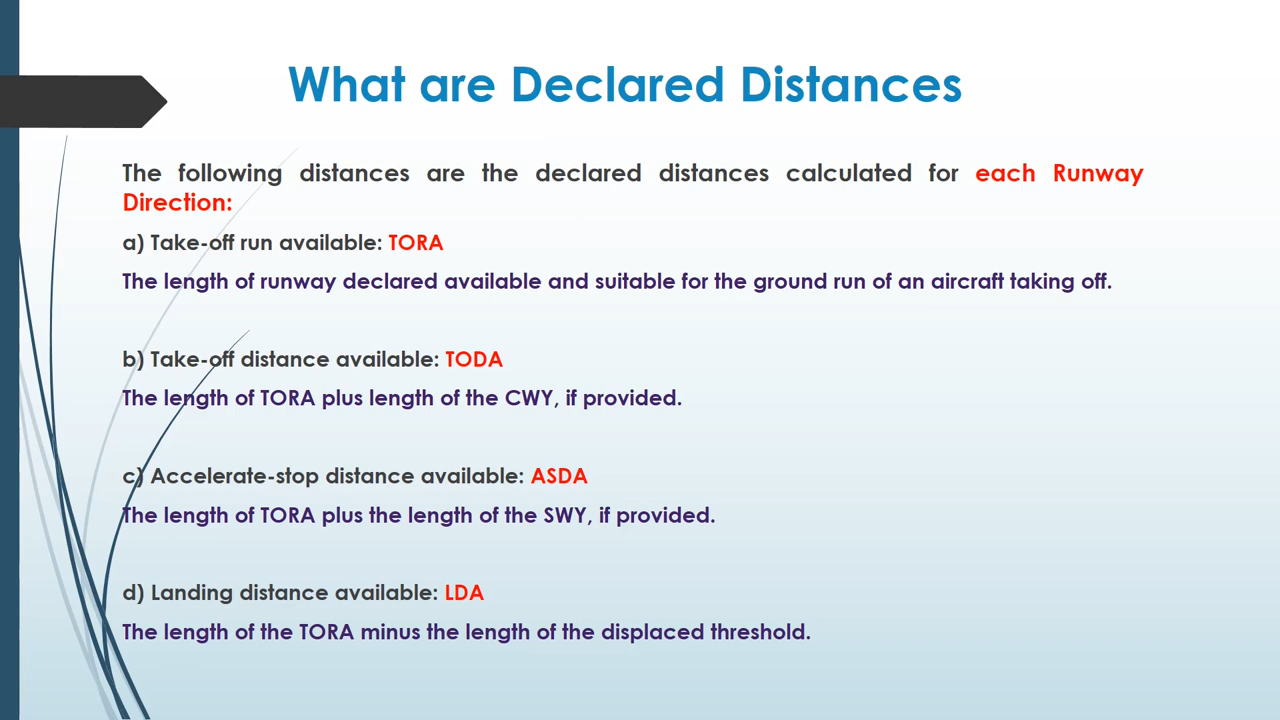 What are Declared Distances
The following distances are the declared distances calculated for each Runway
Direction:
a) Take-off run available: TORA
The length of runway declared available and suitable for the ground run of an aircraft taking off.
b) Take-off distance available: TODA
The length of TORA plus length of the CWY, if provided.
c) Accelerate-stop distance available: ASDA
The length of TORA plus the length of the SWY, if provided.
d) Landing distance available: LDA
The length of the TORA minus the length of the displaced threshold.